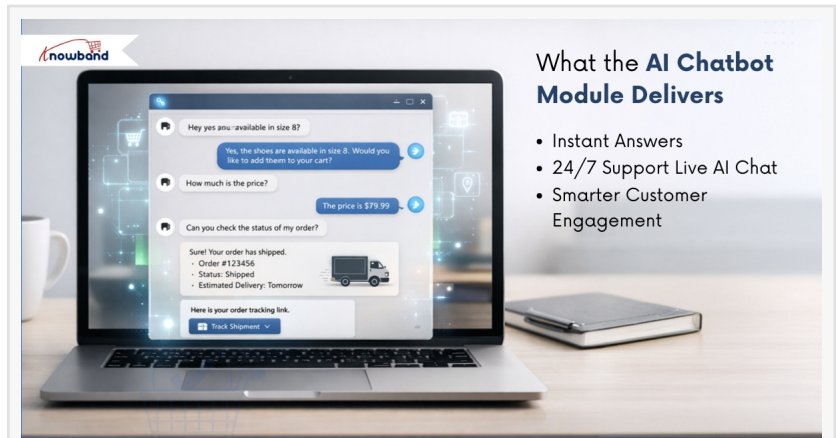 Knowband
What the AI Chatbot
Module Delivers
• Instant Answers
• 24/7 Support Live AI Chat
• Smarter Customer
Engagement
Hey yes available in size 8?
Yes, the shoes are available in size 8. Would you
like to add them to your cart?
How much is the price?
The price is $79.99
Can you check the status of my order?
Sure! Your order has shipped.
• Order #123456
• Status: Shipped
• Estimated Delivery: Tomorrow
Here is your order tracking link.
Track Shipment